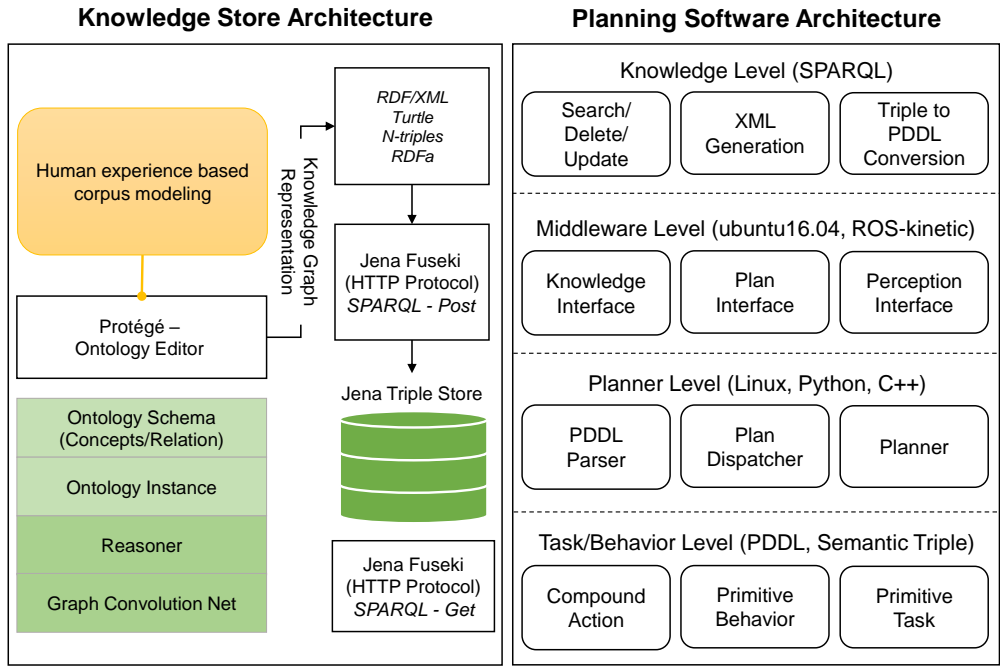 Knowledge Store Architecture
Human experience based
corpus modeling
Protégé –
Ontology Editor
Ontology Schema
(Concepts/Relation)
Ontology Instance
Reasoner
Graph Convolution Net
Knowledge Graph
Representation
RDF/XML
Turtle
N-triples
RDFa
Jena Fuseki
(HTTP Protocol)
SPARQL - Post
Jena Triple Store
Jena Fuseki
(HTTP Protocol)
SPARQL - Get
Planning Software Architecture
Knowledge Level (SPARQL)
Search/
Delete/
Update
XML
Generation
Triple to
PDDL
Conversion
Middleware Level (ubuntu16.04, ROS-kinetic)
Knowledge
Interface
Plan
Interface
Perception
Interface
Planner Level (Linux, Python, C++)
PDDL
Parser
Plan
Dispatcher
Planner
Task/Behavior Level (PDDL, Semantic Triple)
Compound
Action
Primitive
Behavior
Primitive
Task